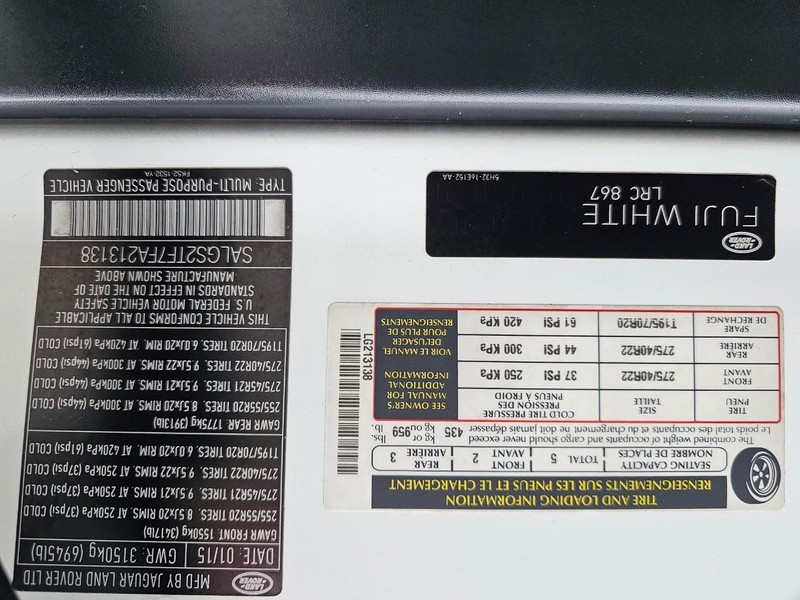 LAND ROVER
MFD BY JAGUAR LAND ROVER LTD
DATE: 01/15 GWR: 3150kg (6945lb)
GAWR FRONT 1550kg (3417lb)
255/55R20 TIRES. 8.5Jx20 RIMS. AT 250kPa (37psi) COLD
275/45R21 TIRES. 9.5Jx21 RIMS. AT 250kPa (37psi) COLD
275/40R22 TIRES. 9.5Jx22 RIMS. AT 250kPa (37psi) COLD
T195/70R20 TIRES. 6.0Jx20 RIMS. AT 420kPa (61psi) COLD
GAWR REAR: 1775kg (3913lb)
255/55R20 TIRES. 8.5Jx20 RIMS. AT 300kPa (44psi) COLD
275/45R21 TIRES. 9.5Jx21 RIMS. AT 300kPa (44psi) COLD
275/40R22 TIRES. 9.5Jx22 RIMS. AT 300kPa (44psi) COLD
T195/70R20 TIRES. 6.0Jx20 RIMS. AT 420kPa (61psi) COLD
THIS VEHICLE CONFORMS TO ALL APPLICABLE
U.S. FEDERAL MOTOR VEHICLE SAFETY
STANDARDS IN EFFECT ON THE DATE OF
MANUFACTURE SHOWN ABOVE
SALGS2TF7FA213138
TYPE: MULTI-PURPOSE PASSENGER VEHICLE
FK52-1532-YA
TIRE AND LOADING INFORMATION
RENSEIGNEMENTS SUR LES PNEUS ET LE CHARGEMENT
SEATING CAPACITY TOTAL 5 FRONT 2 REAR 3
NOMBRE DE PLACES AVANT ARRIÈRE
The combined weight of occupants and cargo should never exceed 435 kg or 959 lbs.
Le poids total des occupants et du chargement ne doit jamais dépasser kg ou lbs.
TIRE SIZE COLD TIRE PRESSURE
PNEU TAILLE PRESSION DES PNEUS À FROID
FRONT 275/40R22 37 PSI 250 KPa
AVANT
REAR 275/40R22 44 PSI 300 KPa
ARRIÈRE
SPARE T195/70R20 61 PSI 420 KPa
DE RECHANGE
SEE OWNER'S
MANUAL FOR
ADDITIONAL
INFORMATION
VOIR LE MANUEL
DE L'USAGER
POUR PLUS DE
RENSEIGNEMENTS
LG213138
LAND ROVER
FUJI WHITE
LRC 867
5H32-16E152-AA